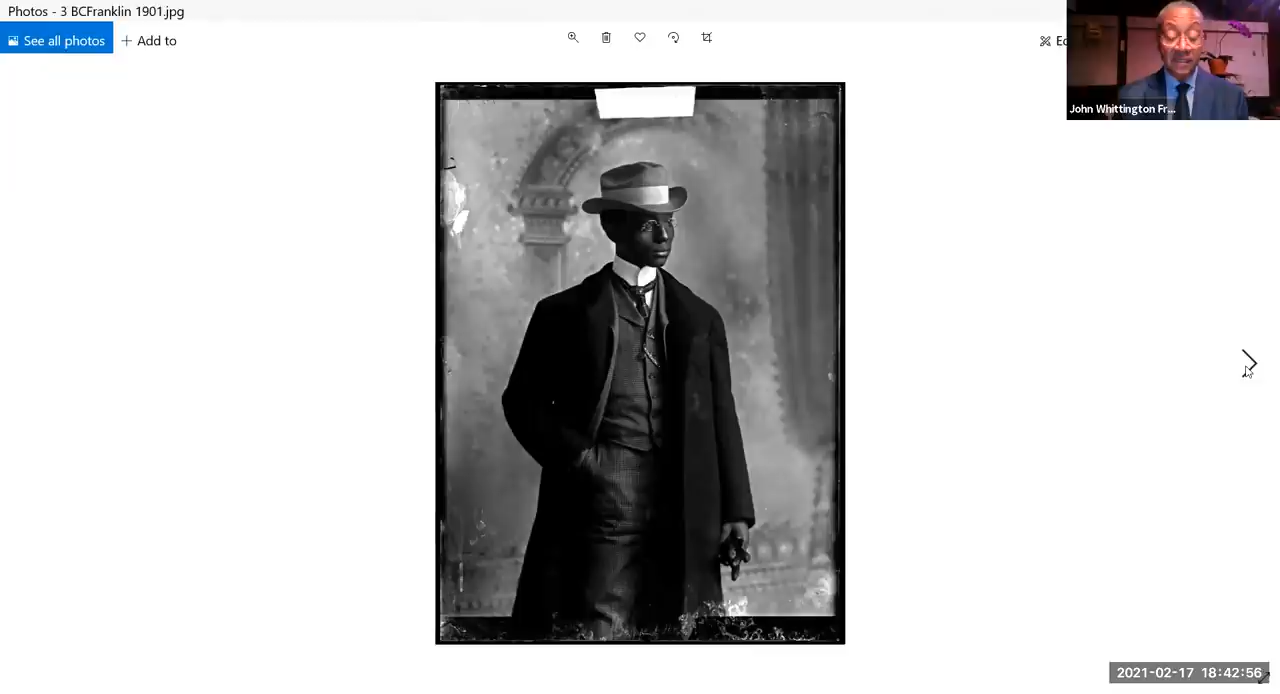 Photos - 3 BCFranklin 1901.jpg
See all photos
+ Add to
Ed
John Whittington Fr...
2021-02-17 18:42:56